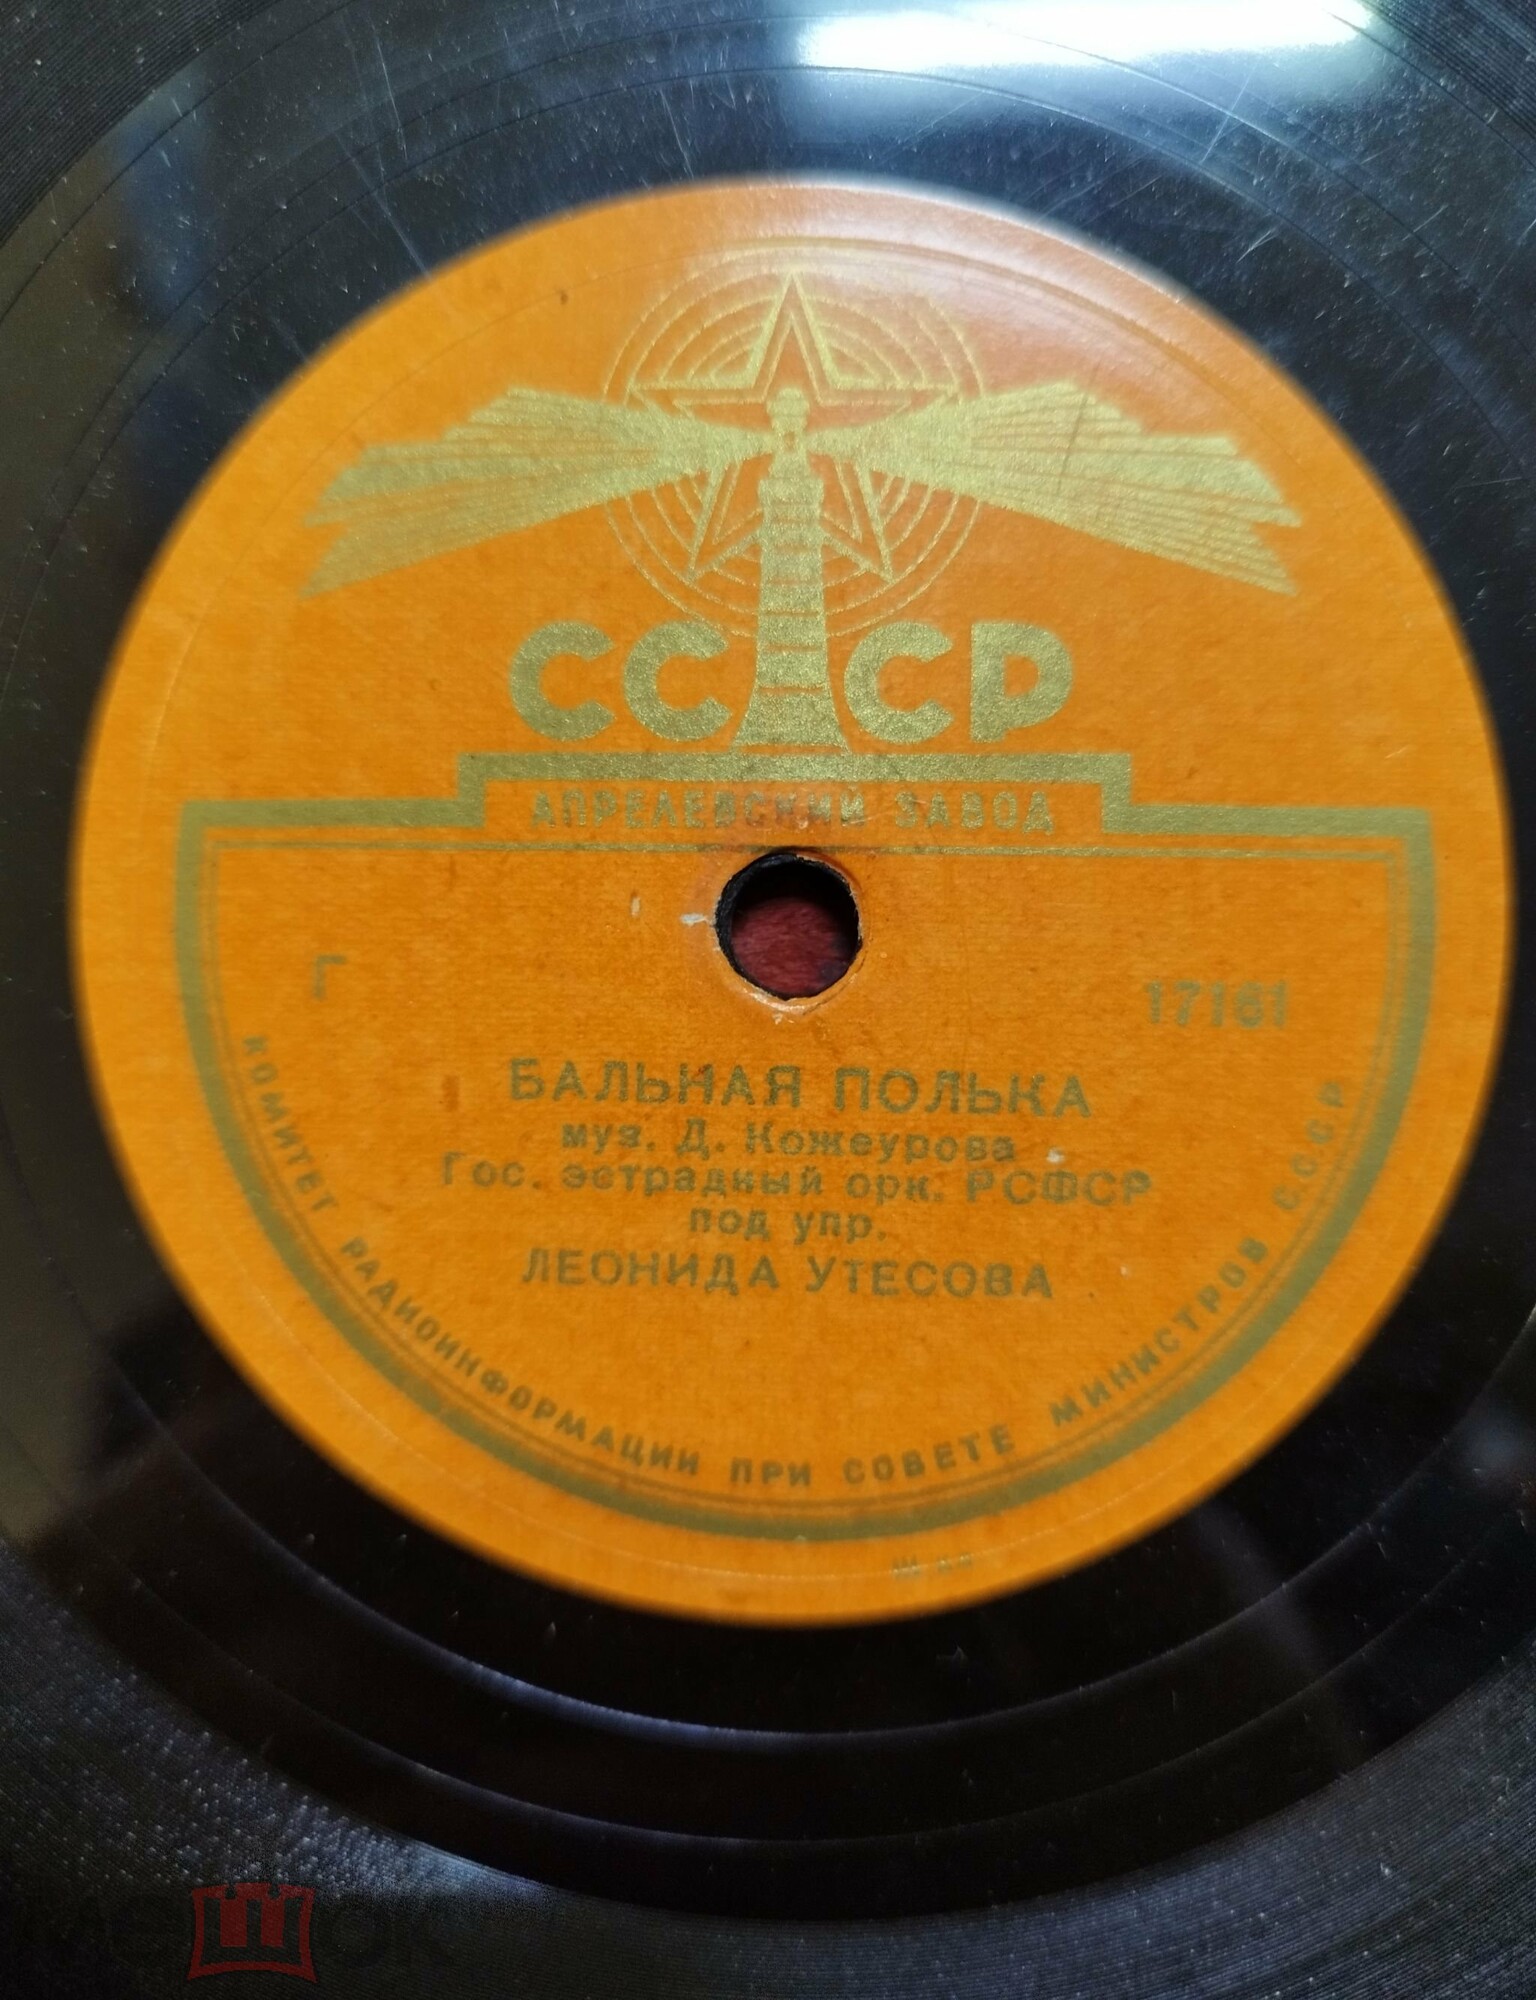 СССР
АПРЕЛЕВСКИЙ ЗАВОД
Г
17161
БАЛЬНАЯ ПОЛЬКА
муз. Д. Кожеурова
Гос. эстрадный орк. РСФСР
под упр.
ЛЕОНИДА УТЕСОВА
КОМИТЕТ РАДИОИНФОРМАЦИИ ПРИ СОВЕТЕ МИНИСТРОВ С.С.С.Р